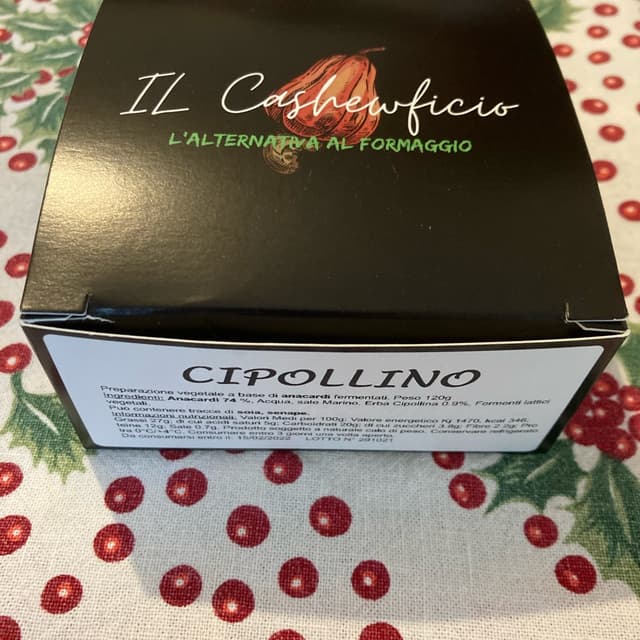 IL Cashewficio
L'ALTERNATIVA AL FORMAGGIO
CIPOLLINO
Preparazione vegetale a base di anacardi fermentati. Peso 120g
Ingredienti: Anacardi 74 %, Acqua, sale Marino. Erba Cipollina 0.9%, Formenti lattici
vegetali.
Può contenere tracce di soia, senape.
Informazioni nutrizionali. Valori Medi per 100g: Valore energetico Kj 1470, kcal 346,
Grassi 27g; di cui acidi saturi 5g; Carboidrati 20g; di cui zuccheri 3.8g; Fibre 2.2g; Pro
teine 12g; Sale 0.7g. Prodotto soggetto a naturale calo di peso. Conservare refrigerato
tra 0°C/+4°C. Consumare entro 3 giorni una volta aperto.
Da consumarsi entro il: 15/02/2022 LOTTO N° 291021